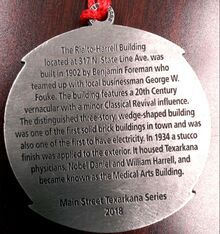 The Rialto-Harrell Building
located at 317 N. State Line Ave. was
built in 1902 by Benjamin Foreman who
teamed up with local businessman George W.
Fouke. The building features a 20th Century
vernacular with a minor Classical Revival influence.
The distinguished three-story, wedge-shaped building
was one of the first solid brick buildings in town and was
also one of the first to have electricity. In 1934 a stucco
finish was applied to the exterior. It housed Texarkana
physicians, Nobel Daniel and William Harrell, and
became known as the Medical Arts Building.
Main Street Texarkana Series
2018